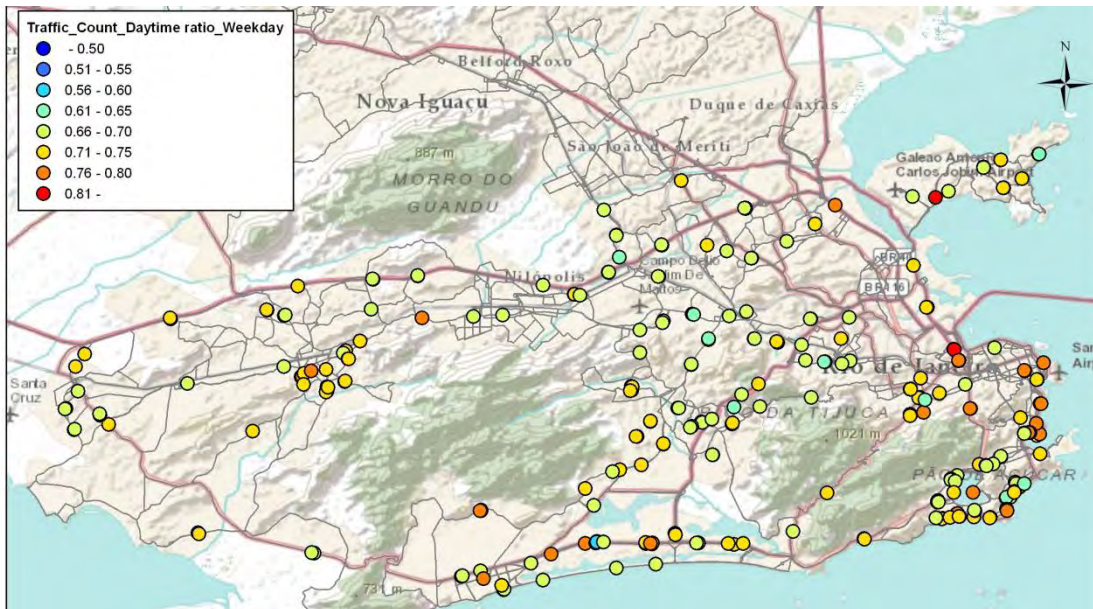 Traffic_Count_Daytime ratio_Weekday
- 0.50
0.51 - 0.55
0.56 - 0.60
0.61 - 0.65
0.66 - 0.70
0.71 - 0.75
0.76 - 0.80
0.81 -
N
Belford Roxo
Nova Iguaçu
Duque de Caxias
São João de Meriti
887 m
MORRO DO
GUANDU
Galeao
Carlos Jobim Airport
Nilópolis
Campo
BR40
BR116
Santa
Cruz
Rio de Janeiro
DA TIJUCA
1021 m
PÃO DE AÇÚCAR
731 m